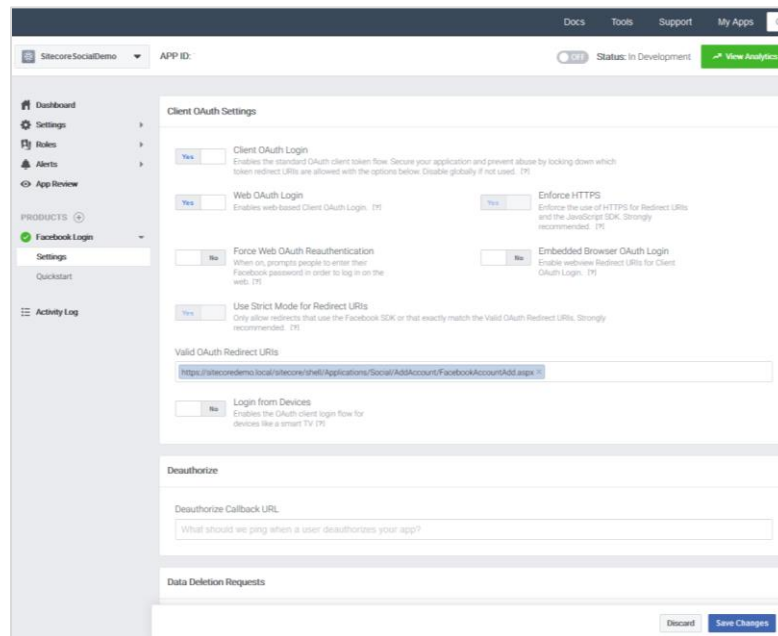 Docs Tools Support My Apps
SitecoreSocialDemo APP ID: OFF Status: In Development View Analytics
Dashboard
Settings
Roles
Alerts
App Review
PRODUCTS
Facebook Login
Settings
Quickstart
Activity Log
Client OAuth Settings
Yes
Client OAuth Login
Enables the standard OAuth client token flow. Secure your application and prevent abuse by locking down which
token redirect URIs are allowed with the options below. Disable globally if not used. [?]
Yes
Web OAuth Login
Enables web-based Client OAuth Login. [?]
Yes
Enforce HTTPS
Enforce the use of HTTPS for Redirect URIs
and the JavaScript SDK. Strongly
recommended. [?]
No
Force Web OAuth Reauthentication
When on, prompts people to enter their
Facebook password in order to log in on the
web. [?]
No
Embedded Browser OAuth Login
Enable webview Redirect URIs for Client
OAuth Login. [?]
Yes
Use Strict Mode for Redirect URIs
Only allow redirects that use the Facebook SDK or that exactly match the Valid OAuth Redirect URIs. Strongly
recommended. [?]
Valid OAuth Redirect URIs
https://sitecoredemo.local/sitecore/shell/Applications/Social/AddAccount/FacebookAccountAdd.aspx ×
No
Login from Devices
Enables the OAuth client login flow for
devices like a smart TV [?]
Deauthorize
Deauthorize Callback URL
What should we ping when a user deauthorizes your app?
Data Deletion Requests
Discard Save Changes